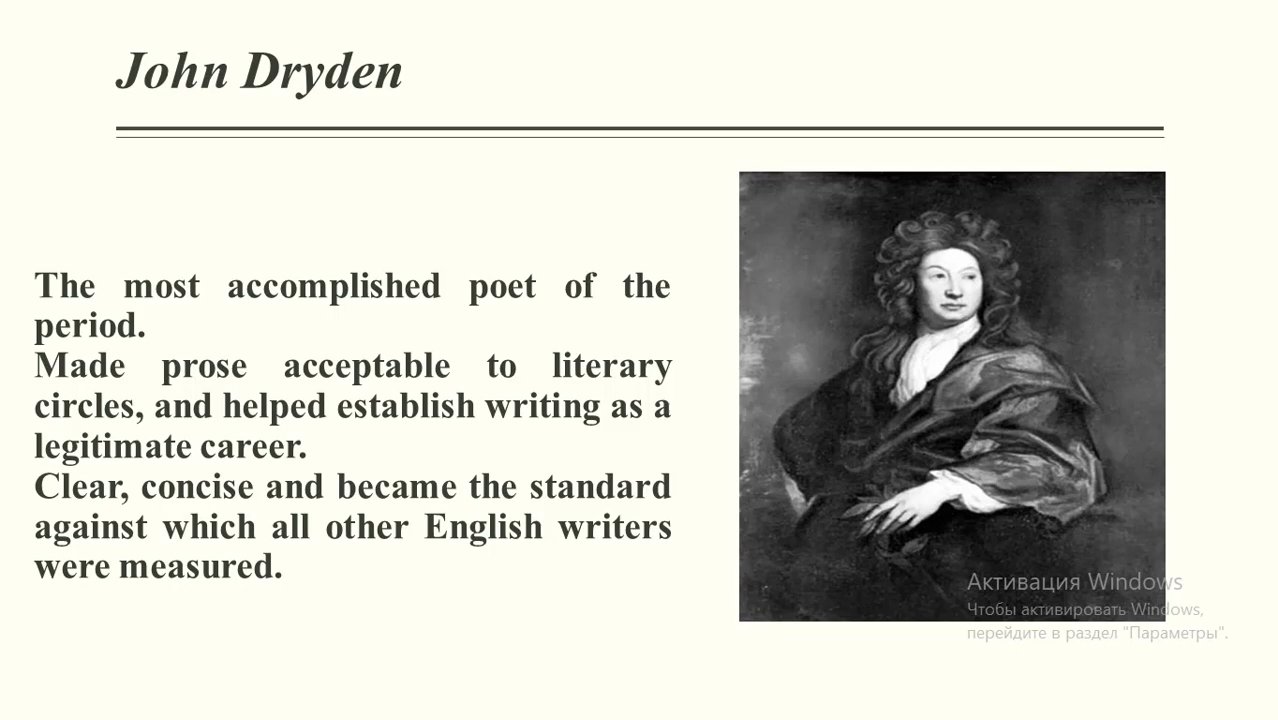 John Dryden
The most accomplished poet of the
period.
Made prose acceptable to literary
circles, and helped establish writing as a
legitimate career.
Clear, concise and became the standard
against which all other English writers
were measured.
Активация Windows
Чтобы активировать Windows,
перейдите в раздел "Параметры".